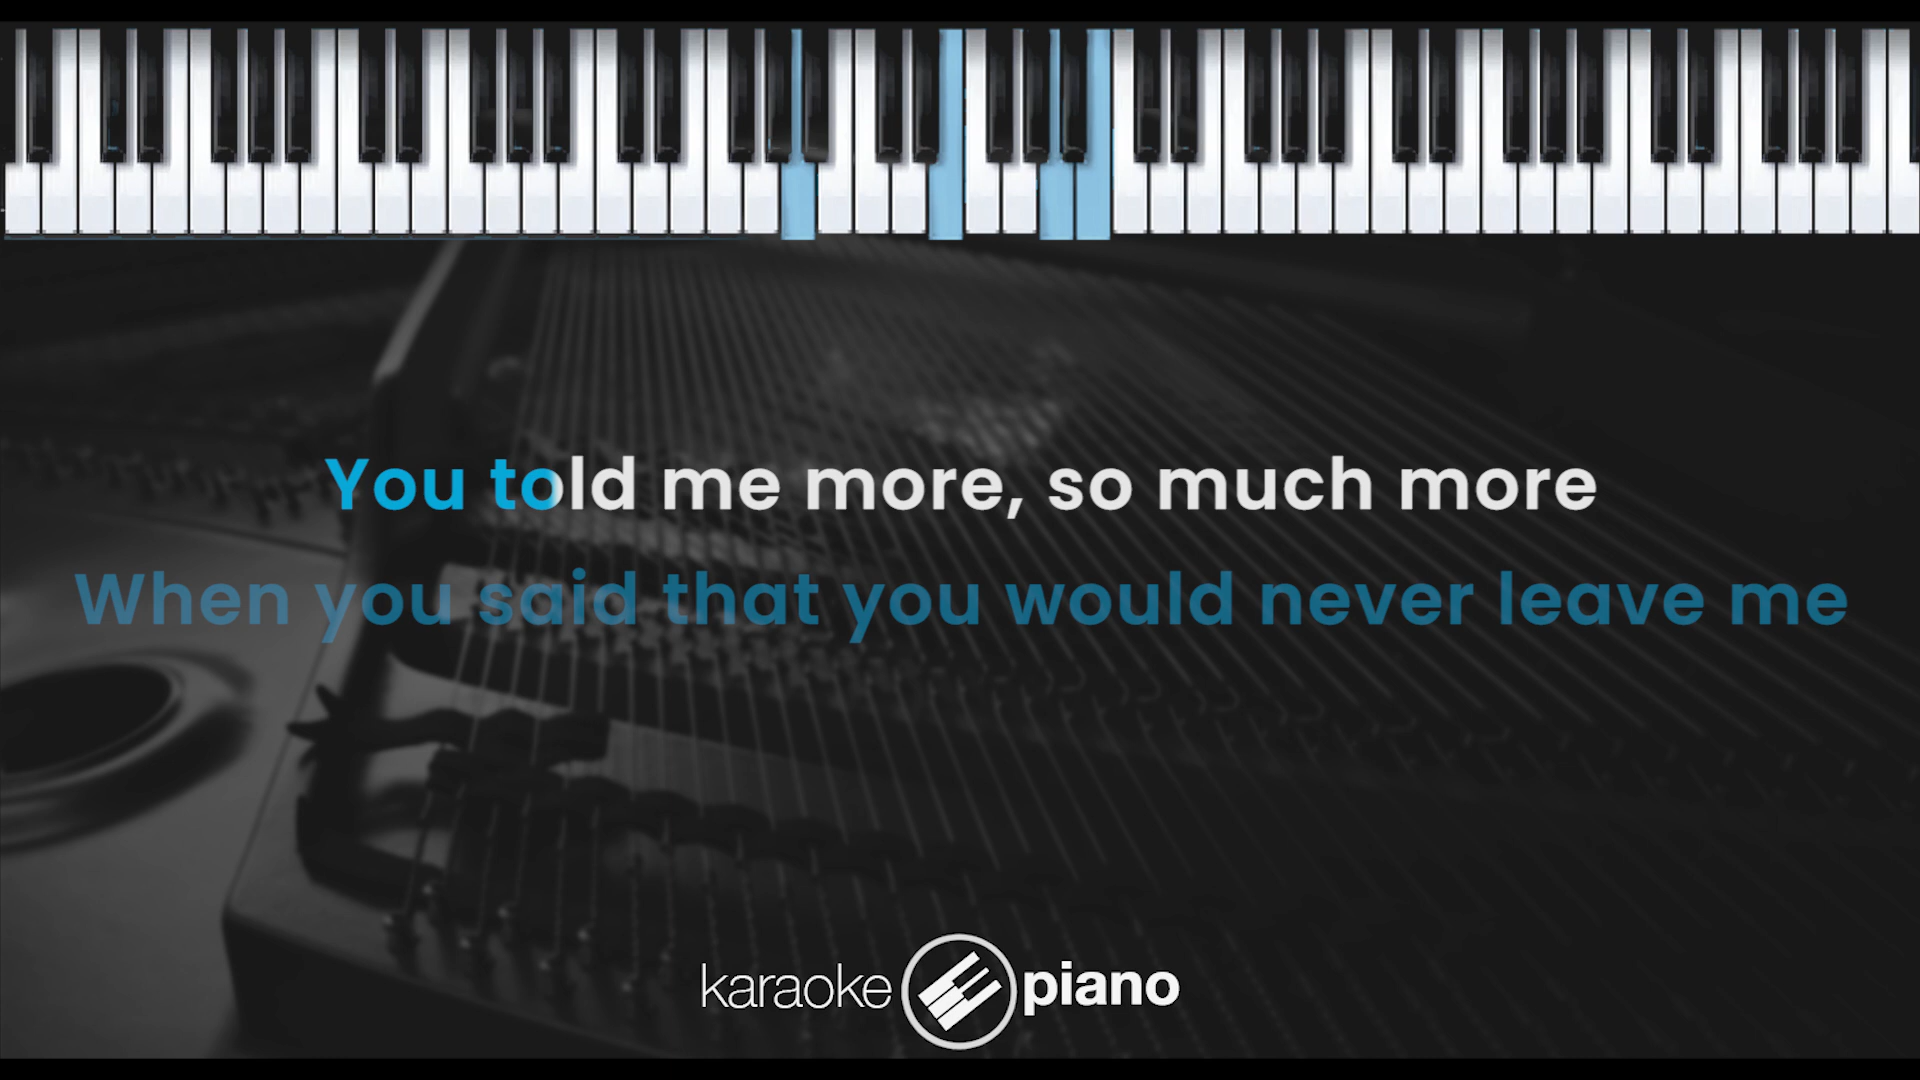 You told me more, so much more
When you said that you would never leave me
karaoke piano